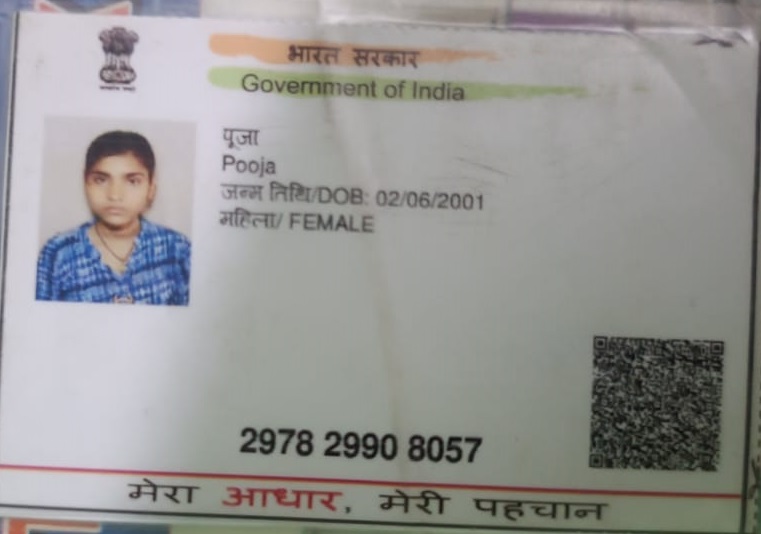 भारत सरकार
Government of India
पूजा
Pooja
जन्म तिथि/DOB: 02/06/2001
महिला/ FEMALE
2978 2990 8057
मेरा आधार, मेरी पहचान